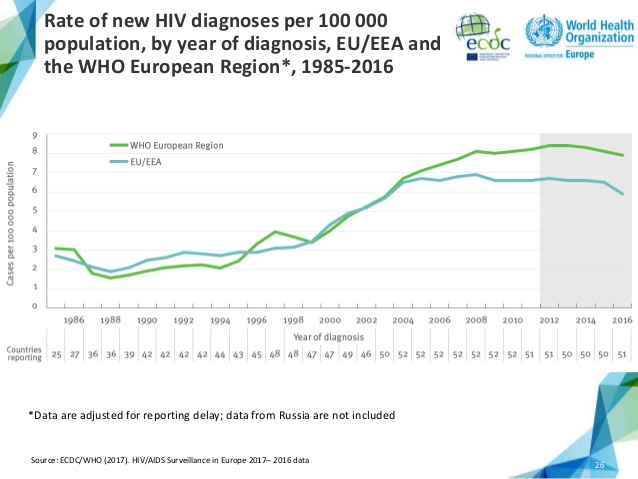 Rate of new HIV diagnoses per 100 000
population, by year of diagnosis, EU/EEA and
the WHO European Region*, 1985-2016
ecdc
World Health
Organization
REGIONAL OFFICE FOR Europe
9
8
7
6
5
4
3
2
1
0
Cases per 100 000 population
WHO European Region
EU/EEA
1986 1988 1990 1992 1994 1996 1998 2000 2002 2004 2006 2008 2010 2012 2014 2016
Year of diagnosis
Countries
reporting
25 27 36 36 39 42 42 42 42 44 43 45 48 48 47 47 49 46 50 52 52 52 52 52 52 52 51 51 50 50 50 51
*Data are adjusted for reporting delay; data from Russia are not included
Source: ECDC/WHO (2017). HIV/AIDS Surveillance in Europe 2017– 2016 data
26